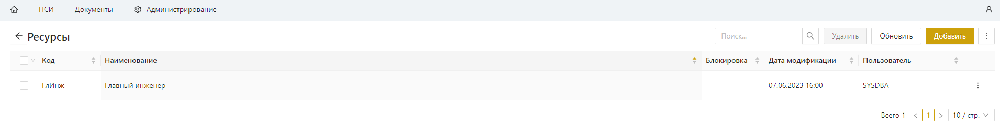 НСИ Документы Администрирование
Ресурсы Поиск... Удалить Обновить Добавить
Код Наименование Блокировка Дата модификации Пользователь
ГлИнж Главный инженер 07.06.2023 16:00 SYSDBA
Всего 1 < 1 > 10 / стр.